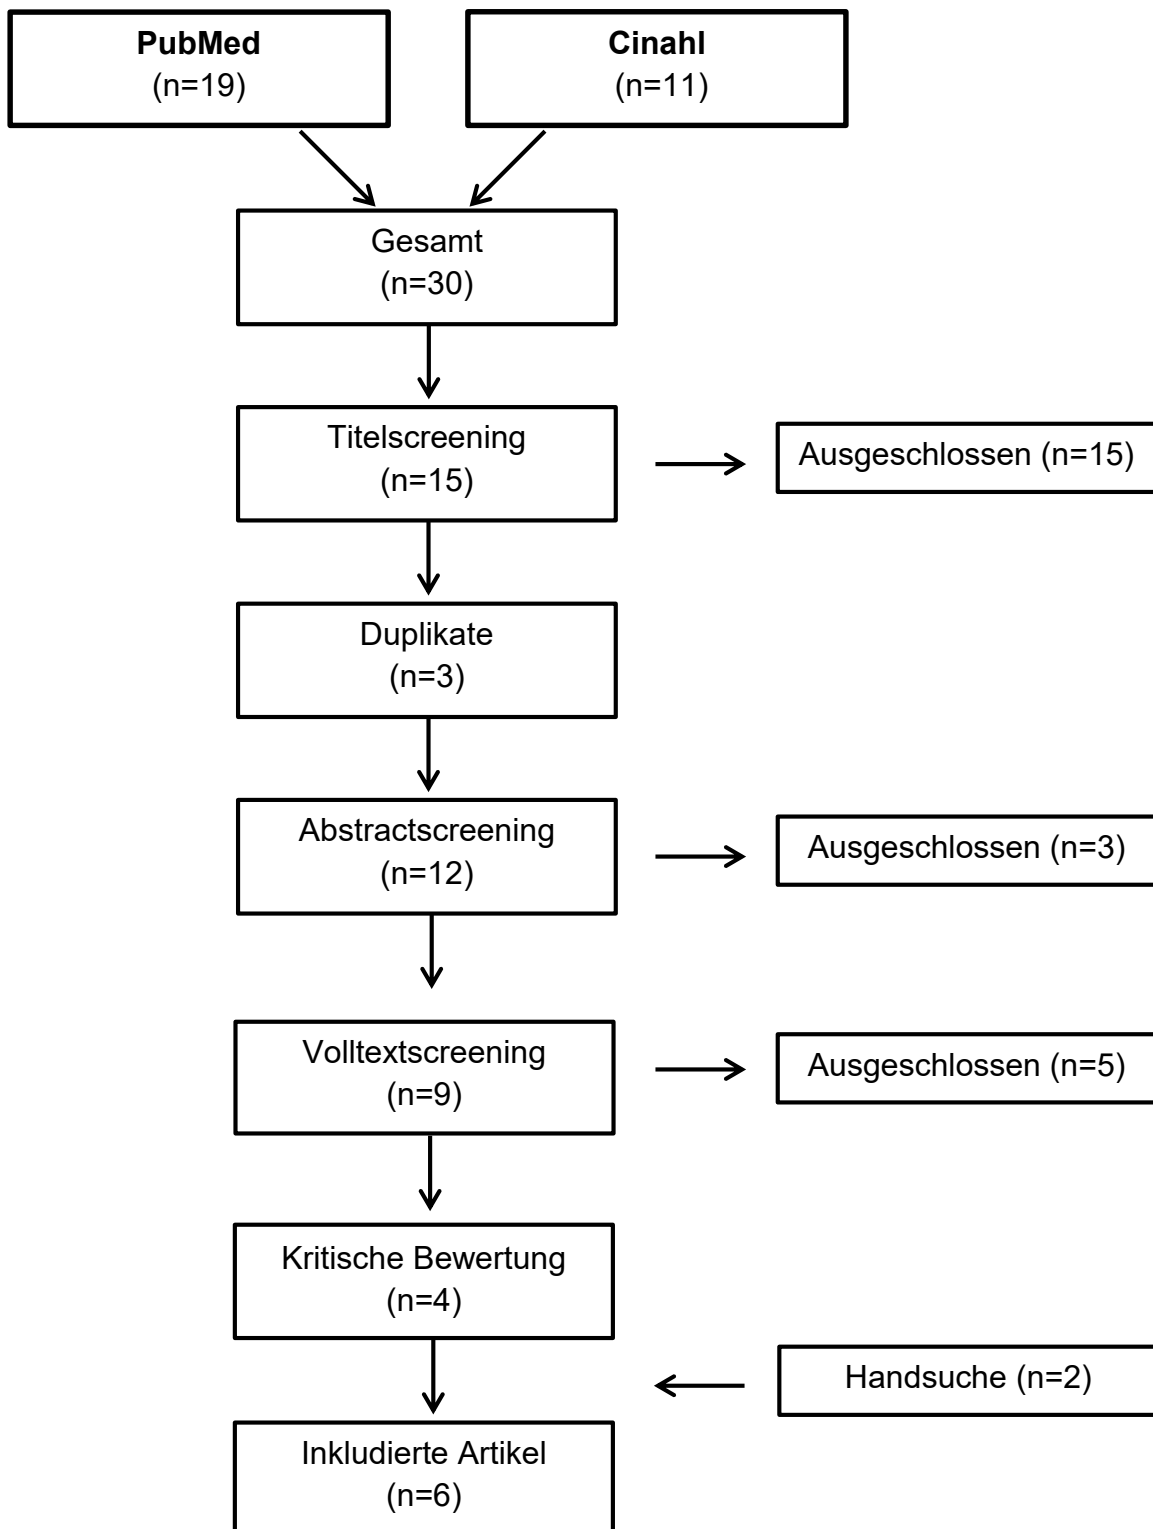 PubMed
(n=19)
Cinahl
(n=11)
Gesamt
(n=30)
Titelscreening
(n=15)
Ausgeschlossen (n=15)
Duplikate
(n=3)
Abstractscreening
(n=12)
Ausgeschlossen (n=3)
Volltextscreening
(n=9)
Ausgeschlossen (n=5)
Kritische Bewertung
(n=4)
Handsuche (n=2)
Inkludierte Artikel
(n=6)